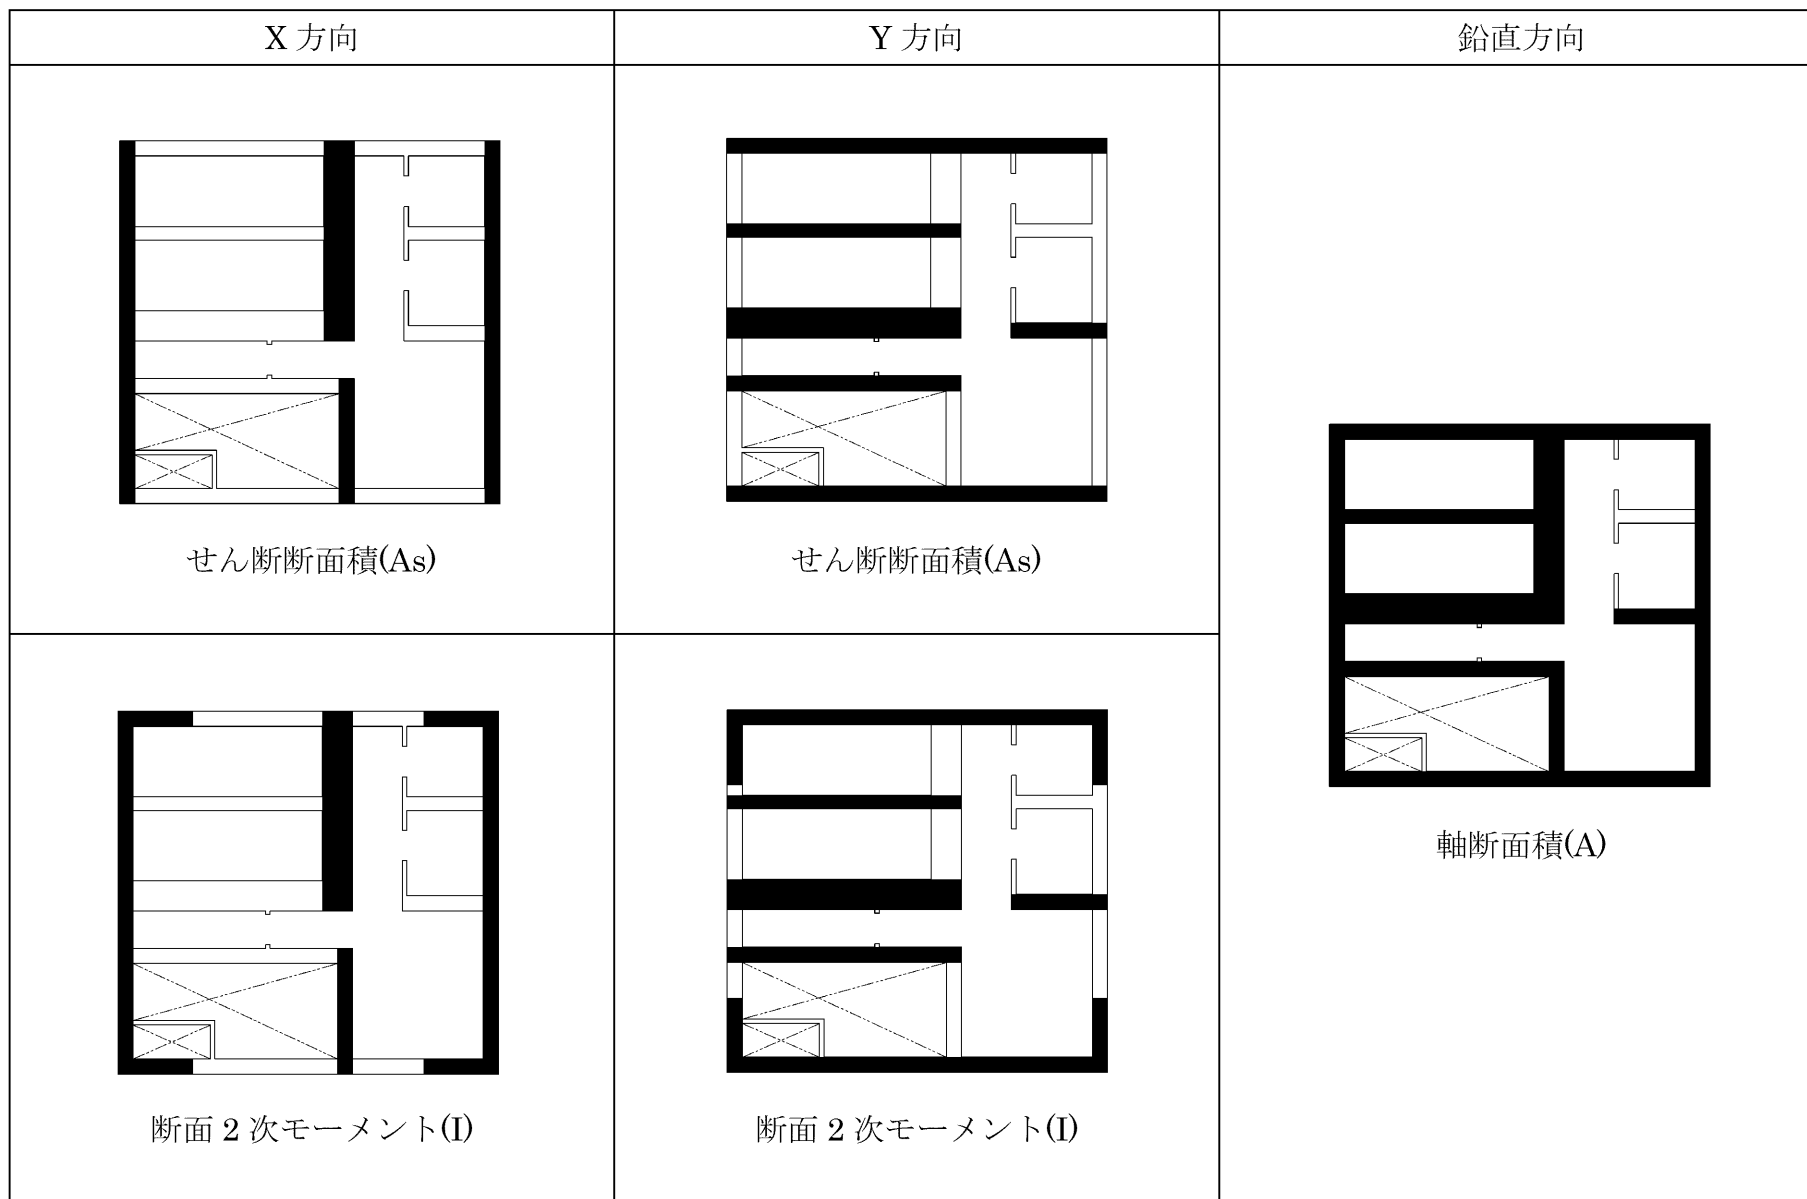 X 方向
Y 方向
鉛直方向
せん断断面積(As)
せん断断面積(As)
軸断面積(A)
断面 2 次モーメント(I)
断面 2 次モーメント(I)